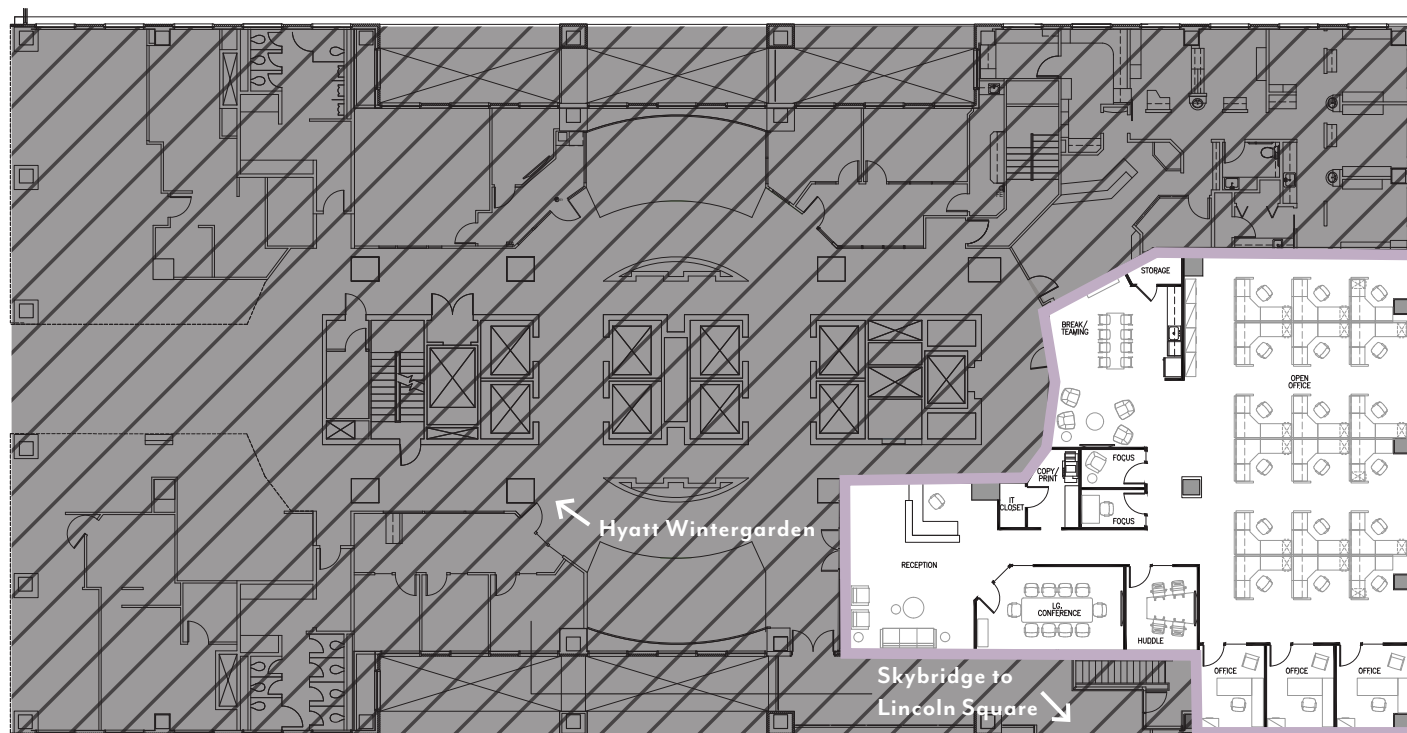 STORAGE
BREAK/
TEAMING
OPEN
OFFICE
COPY/
PRINT
FOCUS
IT
CLOSET
FOCUS
Hyatt Wintergarden
RECEPTION
LG.
CONFERENCE
HUDDLE
OFFICE
OFFICE
OFFICE
Skybridge to
Lincoln Square